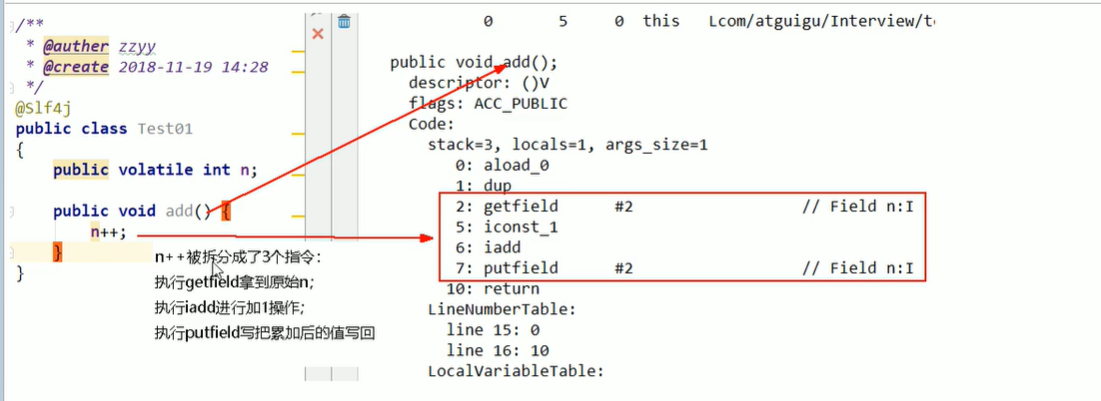 /**
* @auther zzyy
* @create 2018-11-19 14:28
*/
@Slf4j
public class Test01
{
public volatile int n;
public void add() {
n++;
}
}
n++被拆分成了3个指令：
执行getfield拿到原始n;
执行iadd进行加1操作;
执行putfield写把累加后的值写回
0 5 0 this Lcom/atguigu/Interview/t
public void add();
descriptor: ()V
flags: ACC_PUBLIC
Code:
stack=3, locals=1, args_size=1
0: aload_0
1: dup
2: getfield #2 // Field n:I
5: iconst_1
6: iadd
7: putfield #2 // Field n:I
10: return
LineNumberTable:
line 15: 0
line 16: 10
LocalVariableTable: